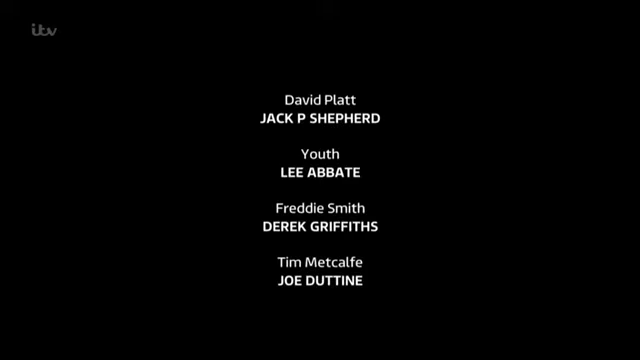 itv
David Platt
JACK P SHEPHERD
Youth
LEE ABBATE
Freddie Smith
DEREK GRIFFITHS
Tim Metcalfe
JOE DUTTINE